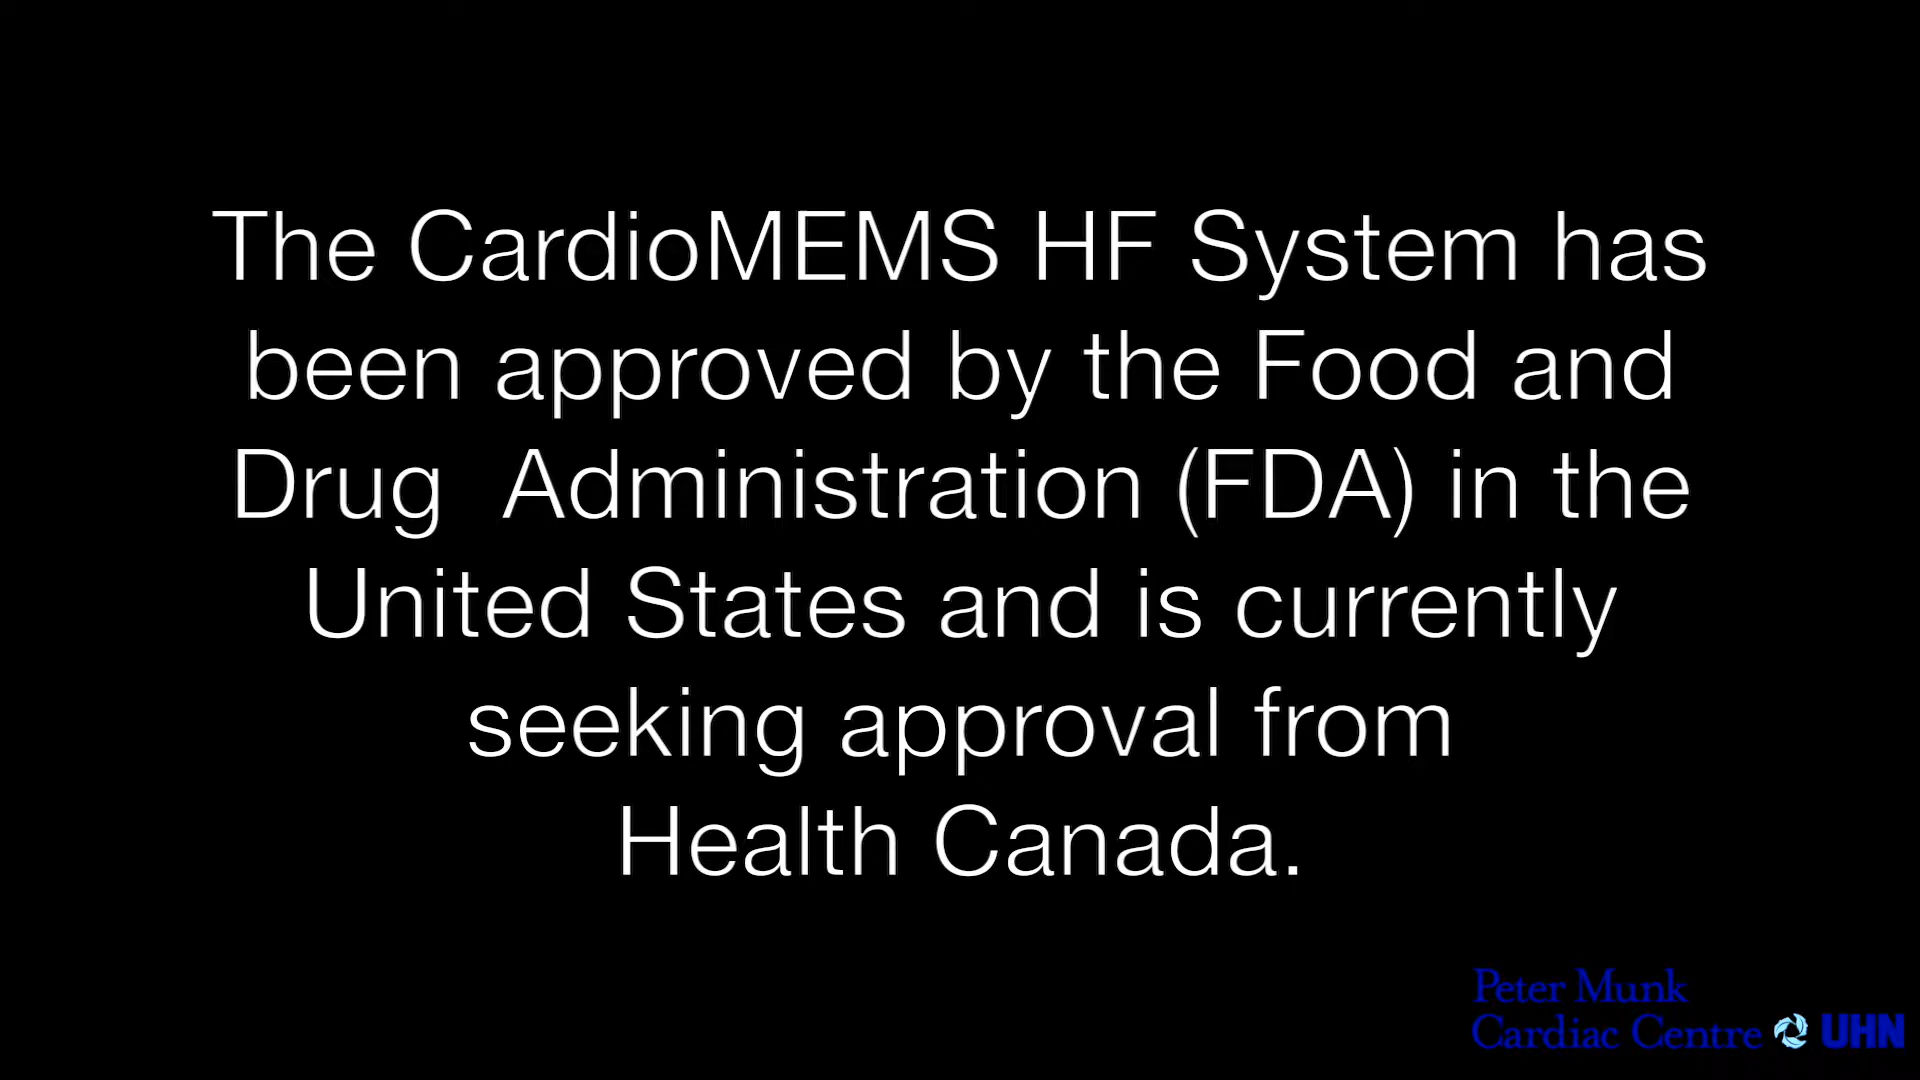 The CardioMEMS HF System has
been approved by the Food and
Drug  Administration (FDA) in the
United States and is currently
seeking approval from
Health Canada.
Peter Munk
Cardiac Centre UHN